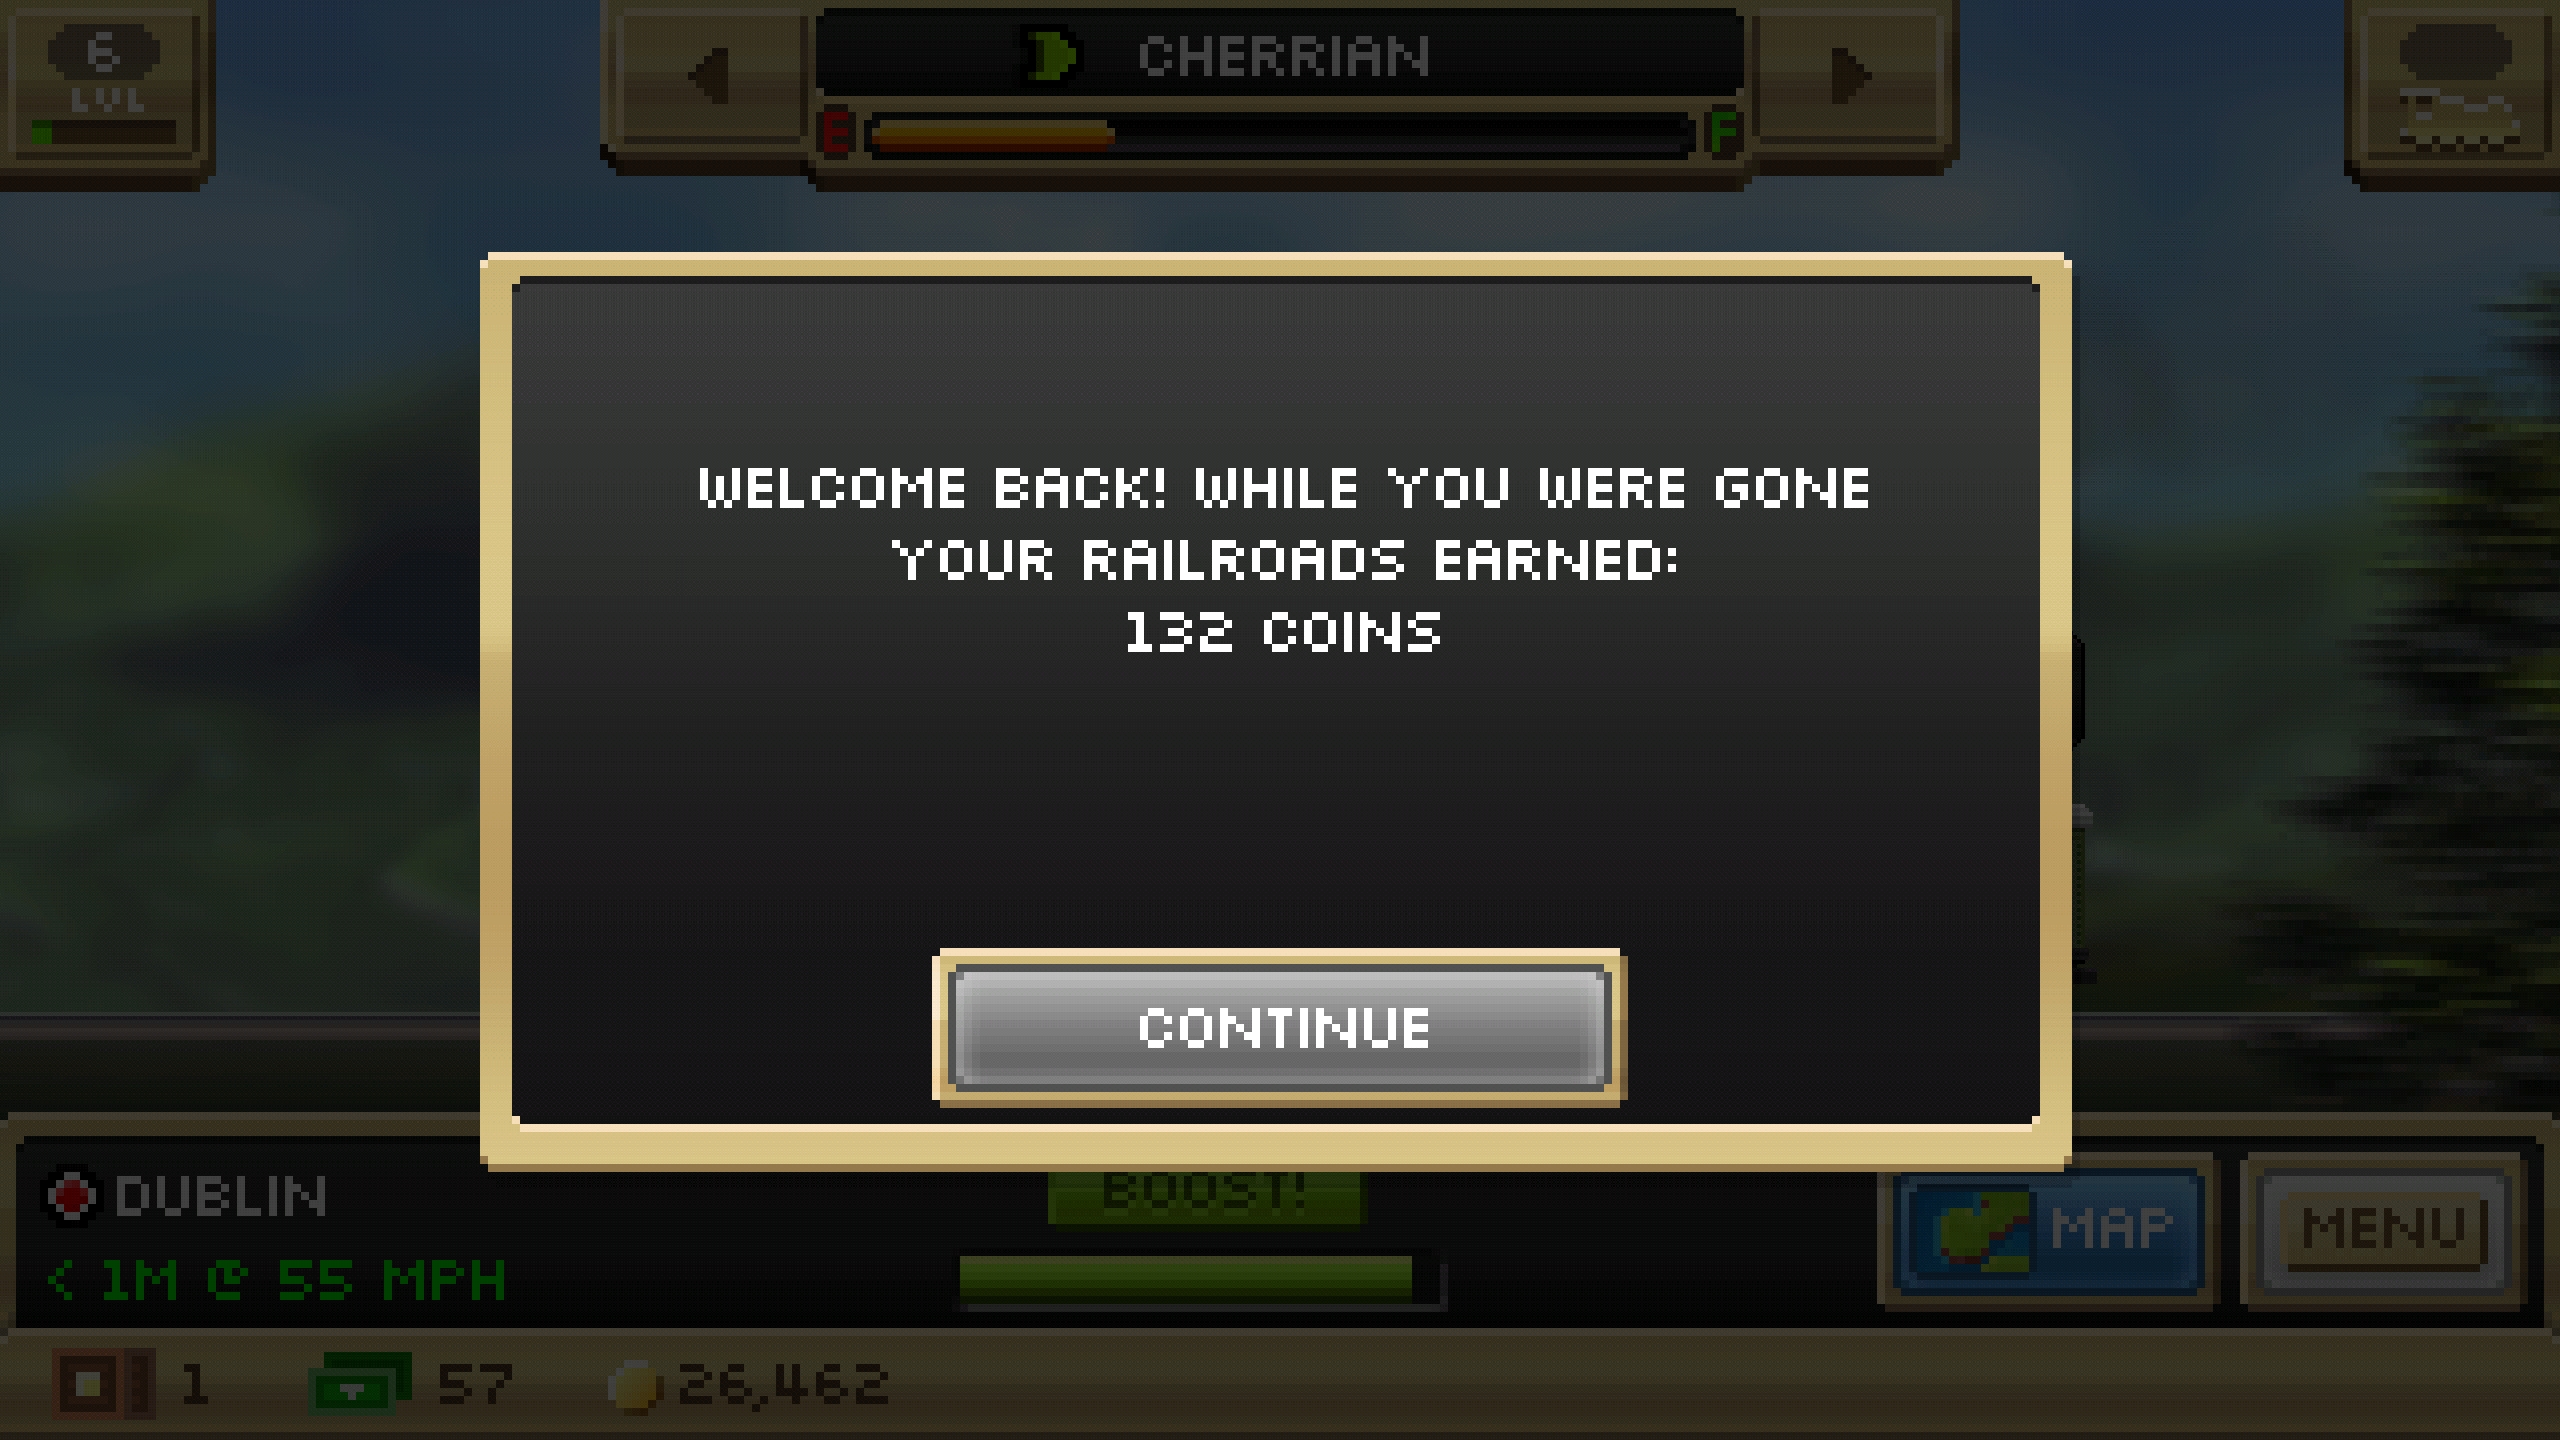 6
LVL
CHERRIAN
E
F
WELCOME BACK! WHILE YOU WERE GONE
YOUR RAILROADS EARNED:
132 COINS
CONTINUE
DUBLIN
< 1M @ 55 MPH
BOOST!
MAP
MENU
1
57
26,462